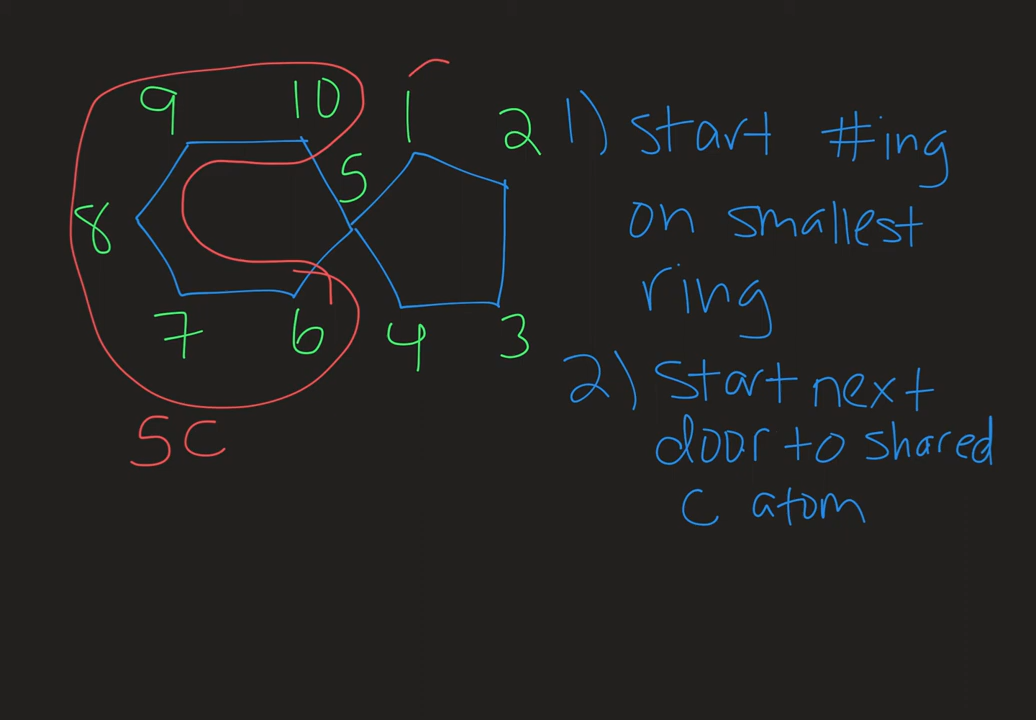 9
10
1
2
5
8
7
6
4
3
5C
1) start #ing
on smallest
ring
2) Start next
door to shared
C atom